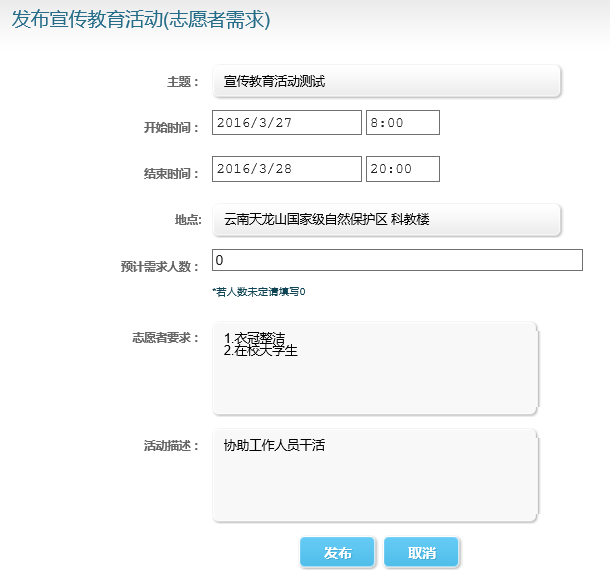 发布宣传教育活动(志愿者需求)
主题： 宣传教育活动测试
开始时间： 2016/3/27 8:00
结束时间： 2016/3/28 20:00
地点: 云南天龙山国家级自然保护区 科教楼
预计需求人数： 0
*若人数未定请填写0
志愿者要求： 1.衣冠整洁
2.在校大学生
活动描述： 协助工作人员干活
发布 取消